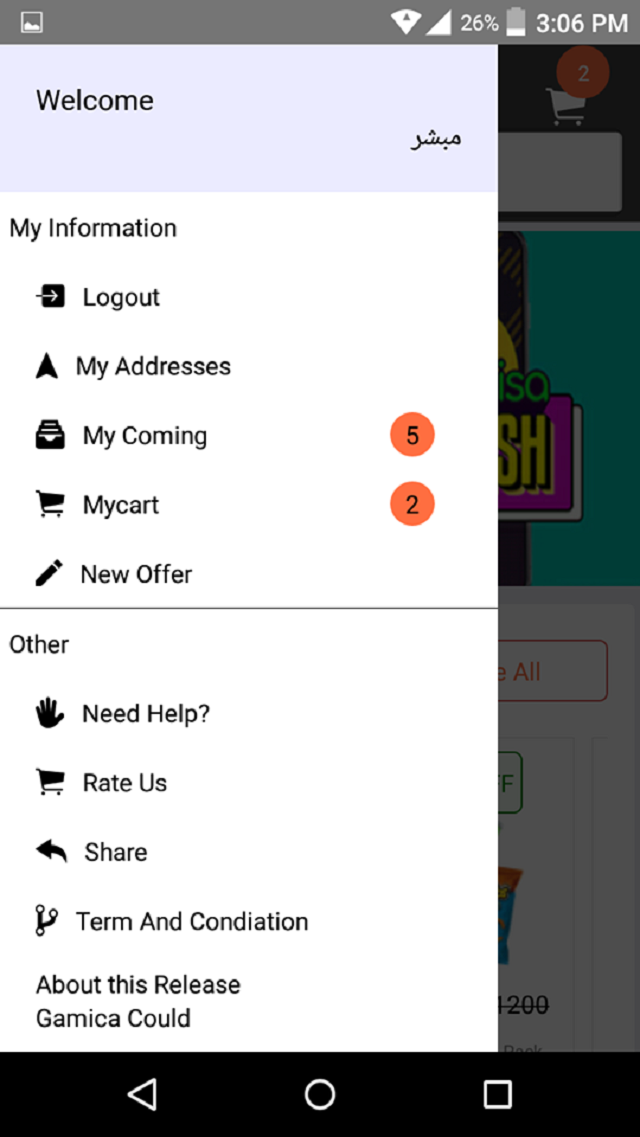 26% 3:06 PM
2
Welcome
مبشر
My Information
Logout
My Addresses
My Coming 5
Mycart 2
New Offer
Other
Need Help?
Rate Us
Share
Term And Condiation
About this Release
Gamica Could
isa
SH
e All
FF
1200
Pack